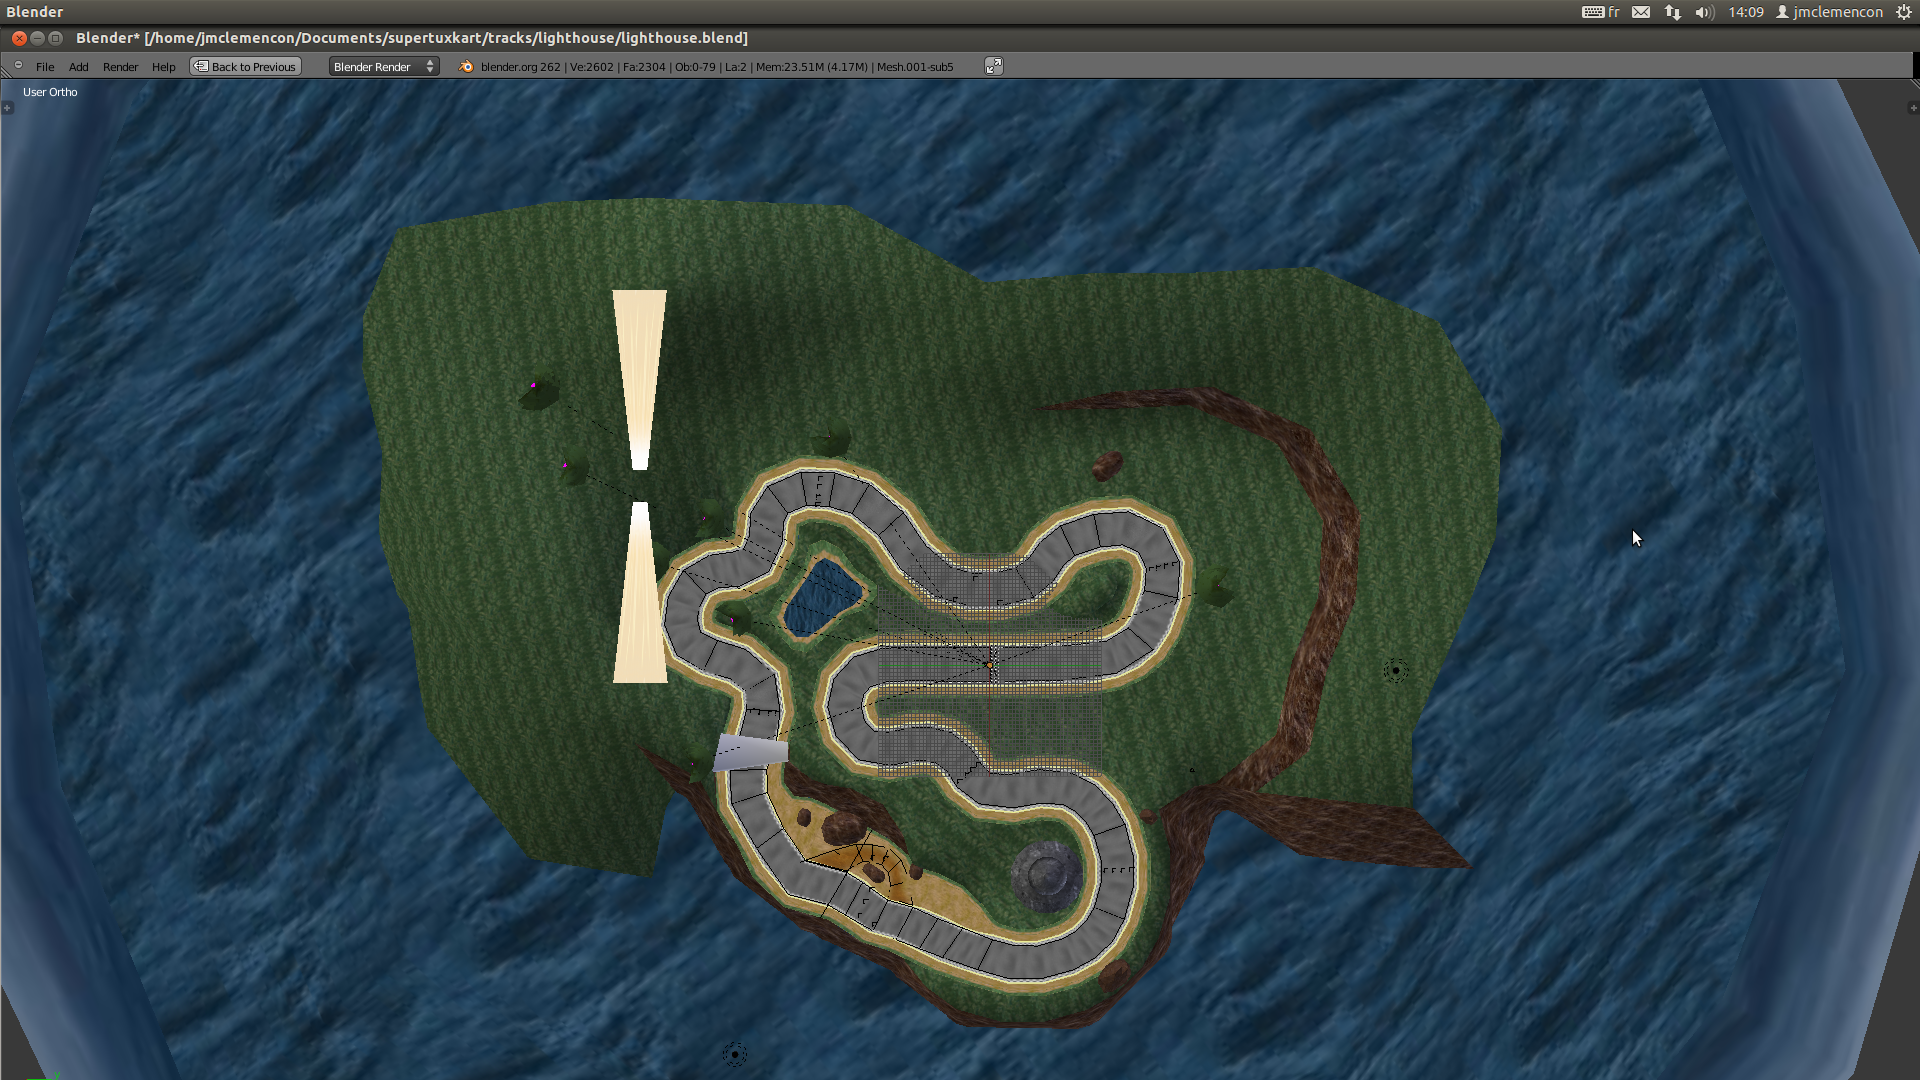 Blender
fr
14:09
jmclemencon
Blender* [/home/jmclemencon/Documents/supertuxkart/tracks/lighthouse/lighthouse.blend]
File Add Render Help Back to Previous Blender Render blender.org 262 | Ve:2602 | Fa:2304 | Ob:0-79 | La:2 | Mem:23.51M (4.17M) | Mesh.001-sub5
User Ortho
y